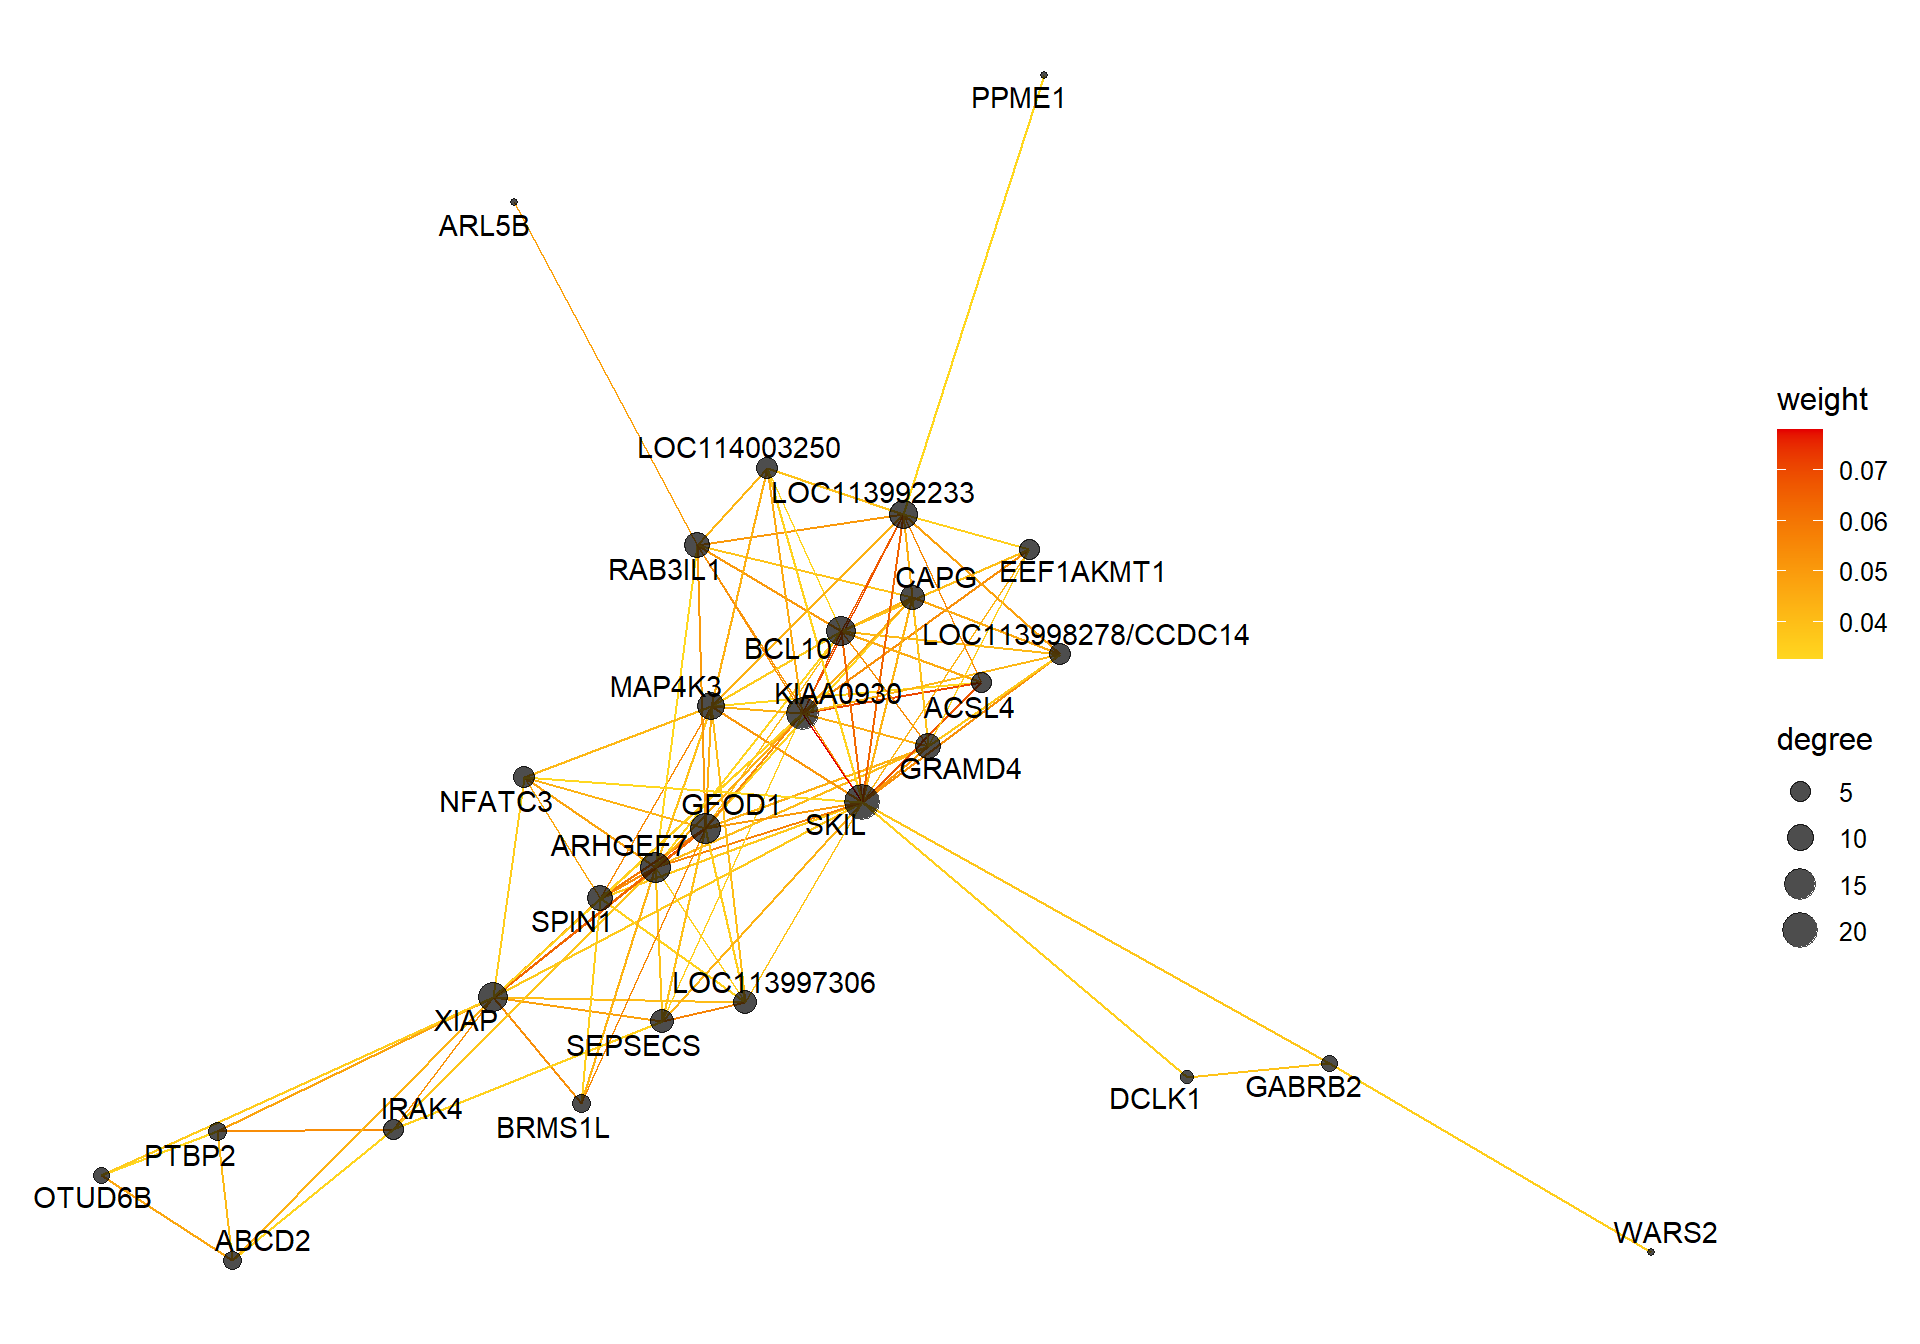 PPME1
ARL5B
LOC114003250
LOC113992233
RAB3IL1
CAPG
EEF1AKMT1
LOC113998278/CCDC14
BCL10
MAP4K3
KIAA0930
ACSL4
GRAMD4
NFATC3
GFOD1
SKIL
ARHGEF7
SPIN1
LOC113997306
XIAP
SEPSECS
DCLK1
GABRB2
IRAK4
BRMS1L
PTBP2
OTUD6B
ABCD2
WARS2
weight
0.07
0.06
0.05
0.04
degree
5
10
15
20